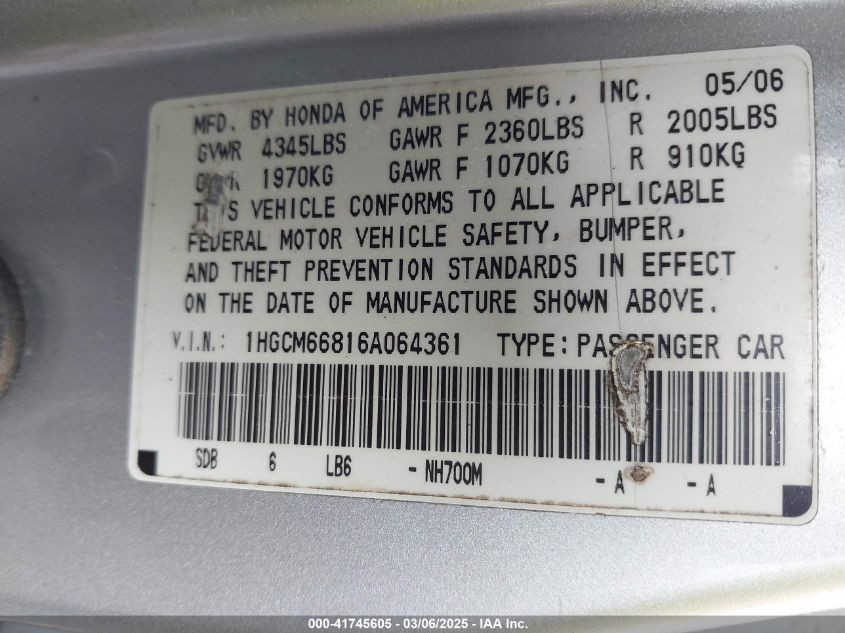 MFD. BY HONDA OF AMERICA MFG., INC. 05/06
GVWR 4345LBS GAWR F 2360LBS R 2005LBS
GVWR 1970KG GAWR F 1070KG R 910KG
THIS VEHICLE CONFORMS TO ALL APPLICABLE
FEDERAL MOTOR VEHICLE SAFETY, BUMPER,
AND THEFT PREVENTION STANDARDS IN EFFECT
ON THE DATE OF MANUFACTURE SHOWN ABOVE.
V.I.N.: 1HGCM66816A064361 TYPE: PASSENGER CAR
SDB 6 LB6 - NH700M - A - A
000-41745605 - 03/06/2025 - IAA Inc.